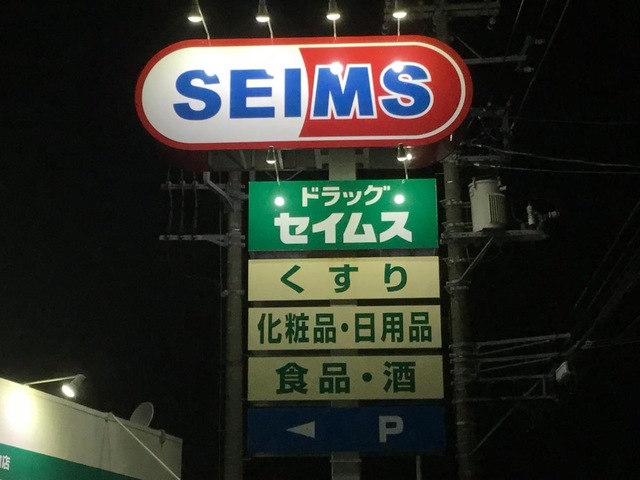 SEIMS
ドラッグ
セイムス
くすり
化粧品・日用品
食品・酒
◀ P
店